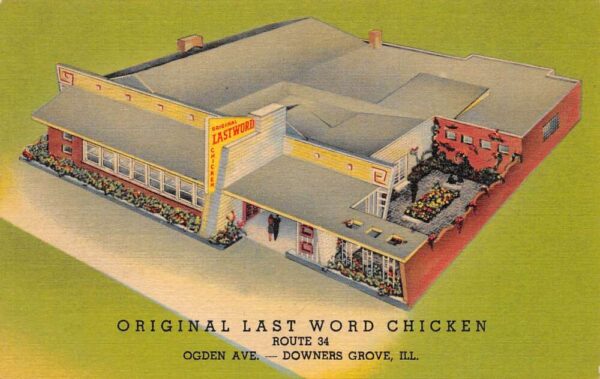 ORIGINAL
LAST WORD
CHICKEN
ORIGINAL LAST WORD CHICKEN
ROUTE 34
OGDEN AVE. — DOWNERS GROVE, ILL.